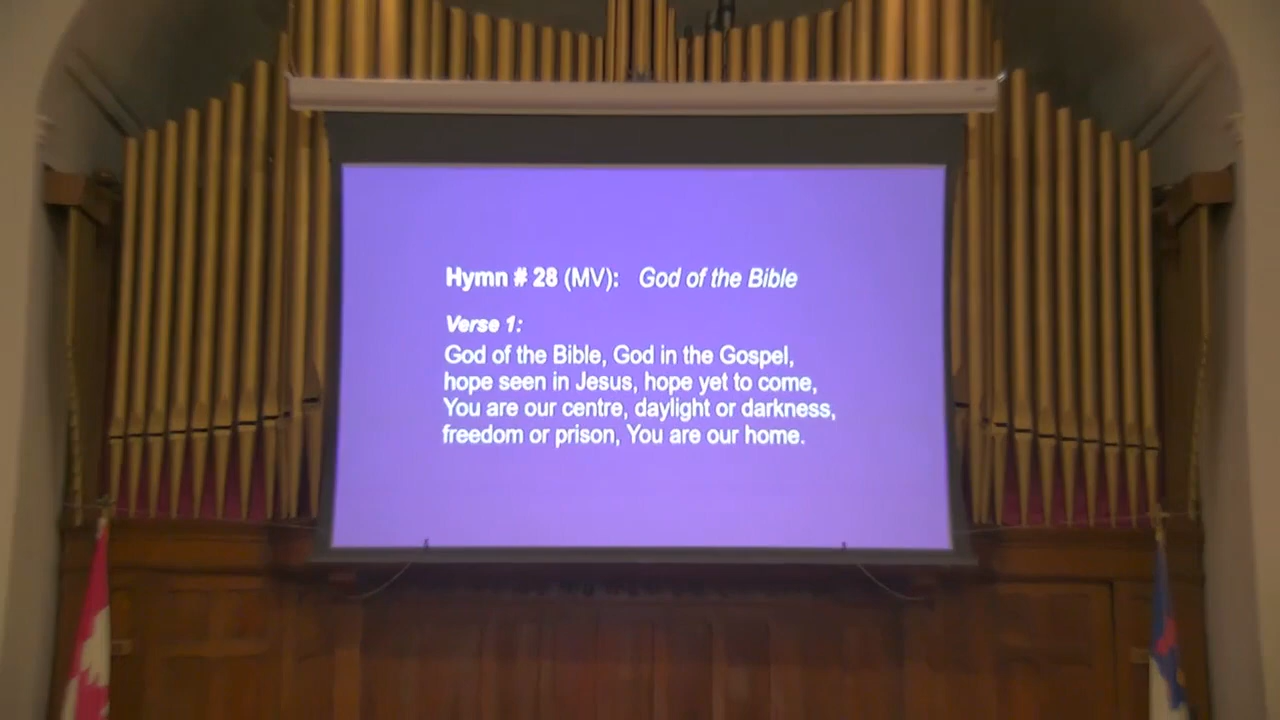 Hymn # 28 (MV): God of the Bible
Verse 1:
God of the Bible, God in the Gospel,
hope seen in Jesus, hope yet to come,
You are our centre, daylight or darkness,
freedom or prison, You are our home.